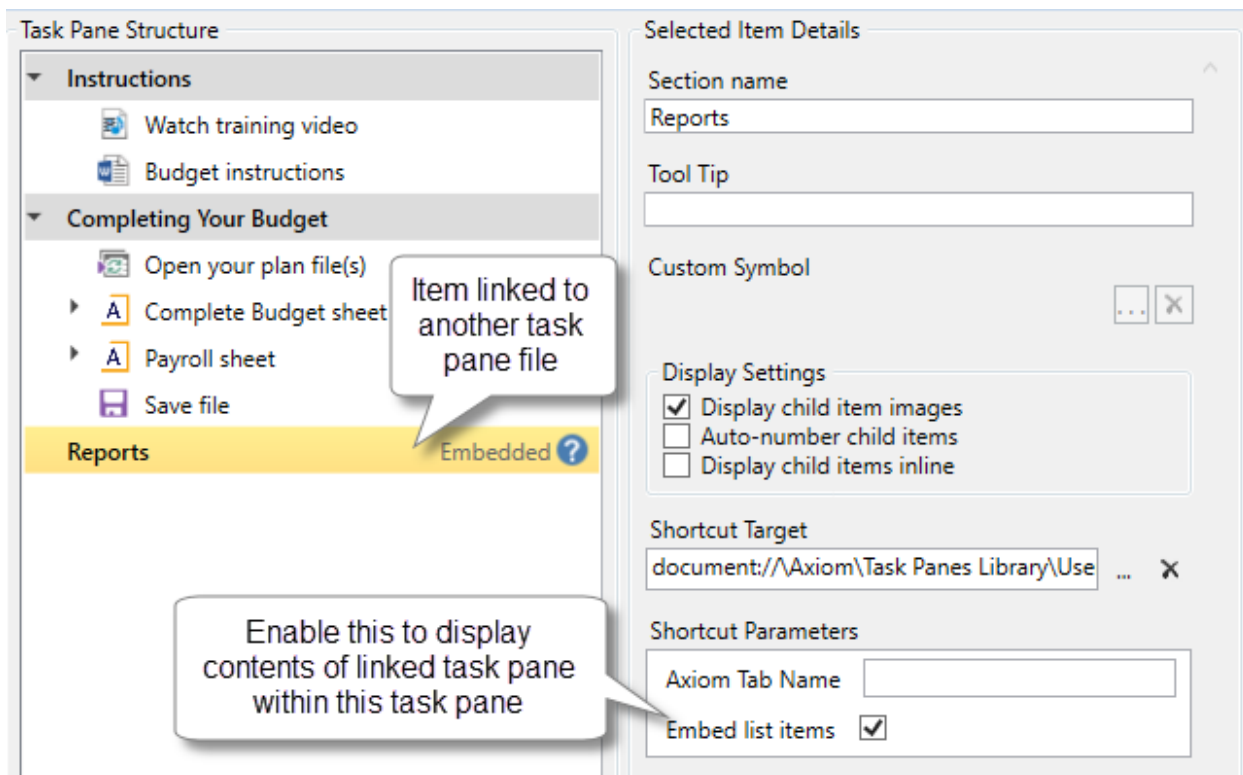 Task Pane Structure
Instructions
Watch training video
Budget instructions
Completing Your Budget
Open your plan file(s)
A Complete Budget sheet
A Payroll sheet
Save file
Reports Embedded ?
Item linked to
another task
pane file
Enable this to display
contents of linked task pane
within this task pane
Selected Item Details
Section name
Reports
Tool Tip
Custom Symbol
...
Display Settings
Display child item images
Auto-number child items
Display child items inline
Shortcut Target
document://\Axiom\Task Panes Library\Use ...
Shortcut Parameters
Axiom Tab Name
Embed list items